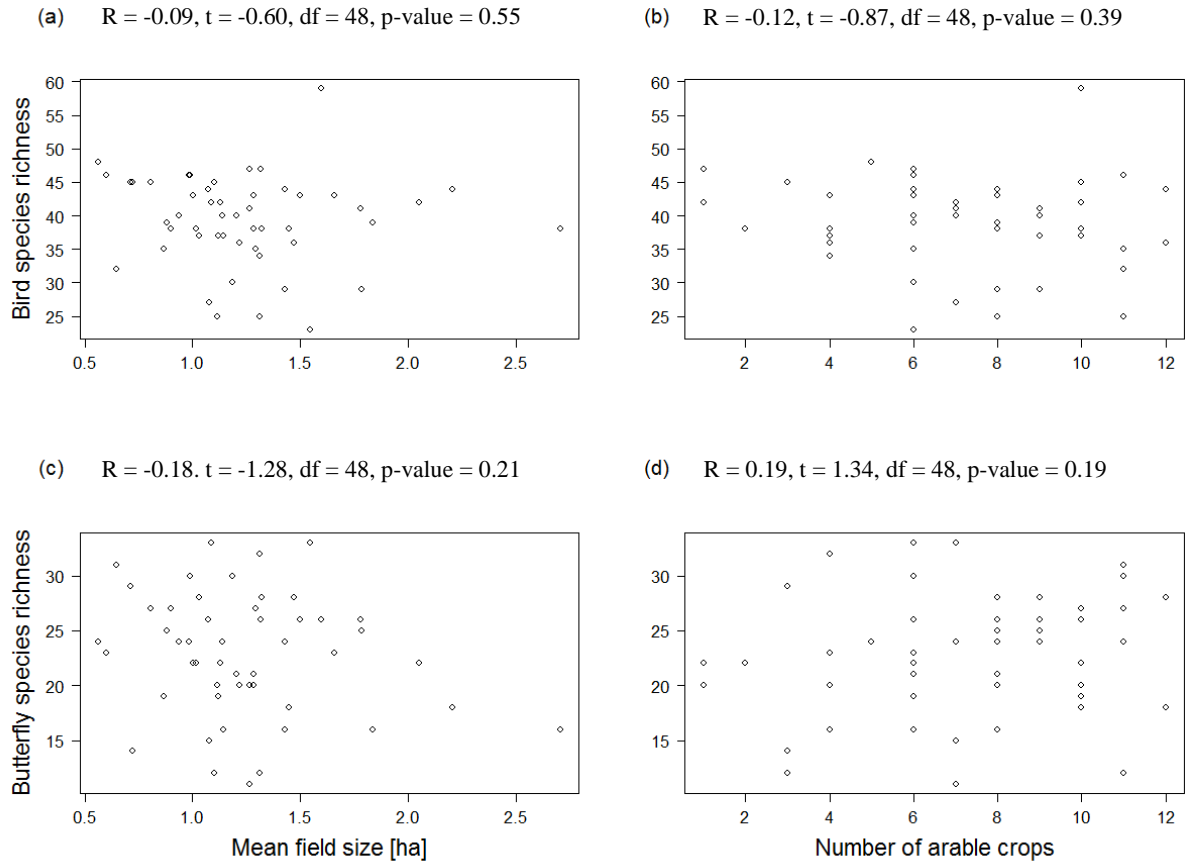 (a) R = -0.09, t = -0.60, df = 48, p-value = 0.55
(b) R = -0.12, t = -0.87, df = 48, p-value = 0.39
Bird species richness
60
55
50
45
40
35
30
25
0.5 1.0 1.5 2.0 2.5
60
55
50
45
40
35
30
25
2 4 6 8 10 12
(c) R = -0.18. t = -1.28, df = 48, p-value = 0.21
(d) R = 0.19, t = 1.34, df = 48, p-value = 0.19
Butterfly species richness
30
25
20
15
0.5 1.0 1.5 2.0 2.5
Mean field size [ha]
30
25
20
15
2 4 6 8 10 12
Number of arable crops